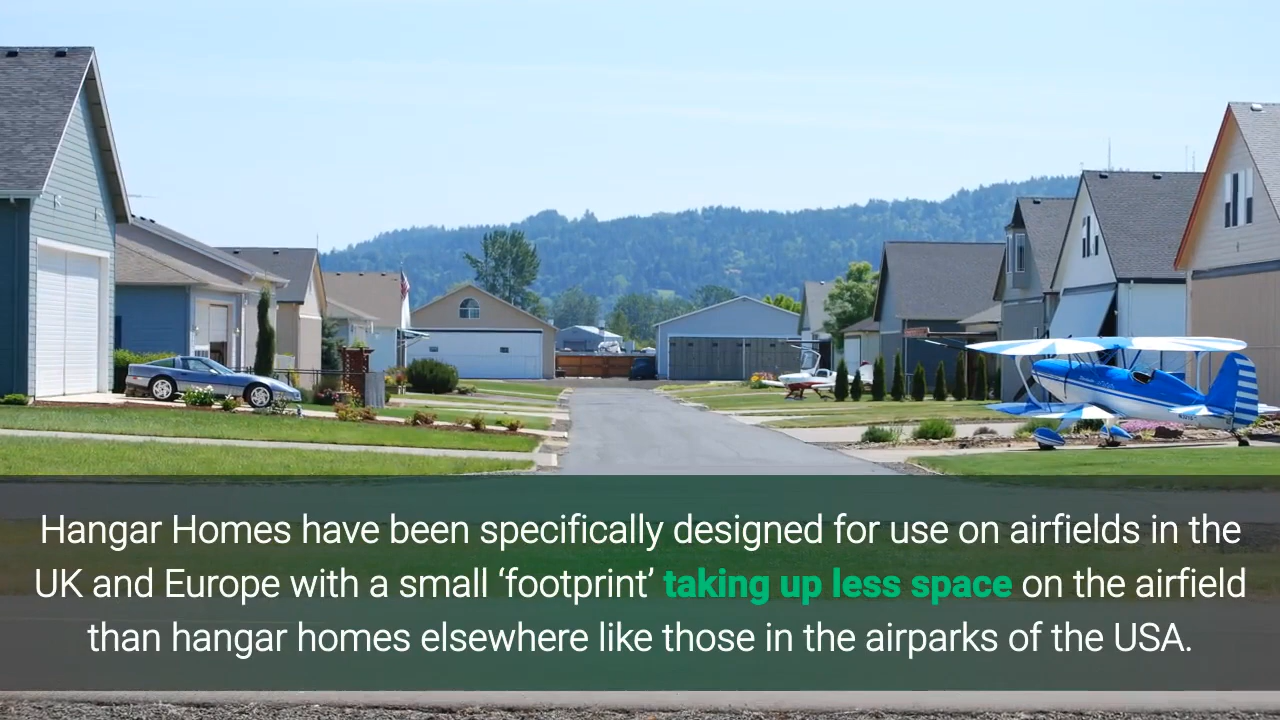 Hangar Homes have been specifically designed for use on airfields in the
UK and Europe with a small ‘footprint’ taking up less space on the airfield
than hangar homes elsewhere like those in the airparks of the USA.